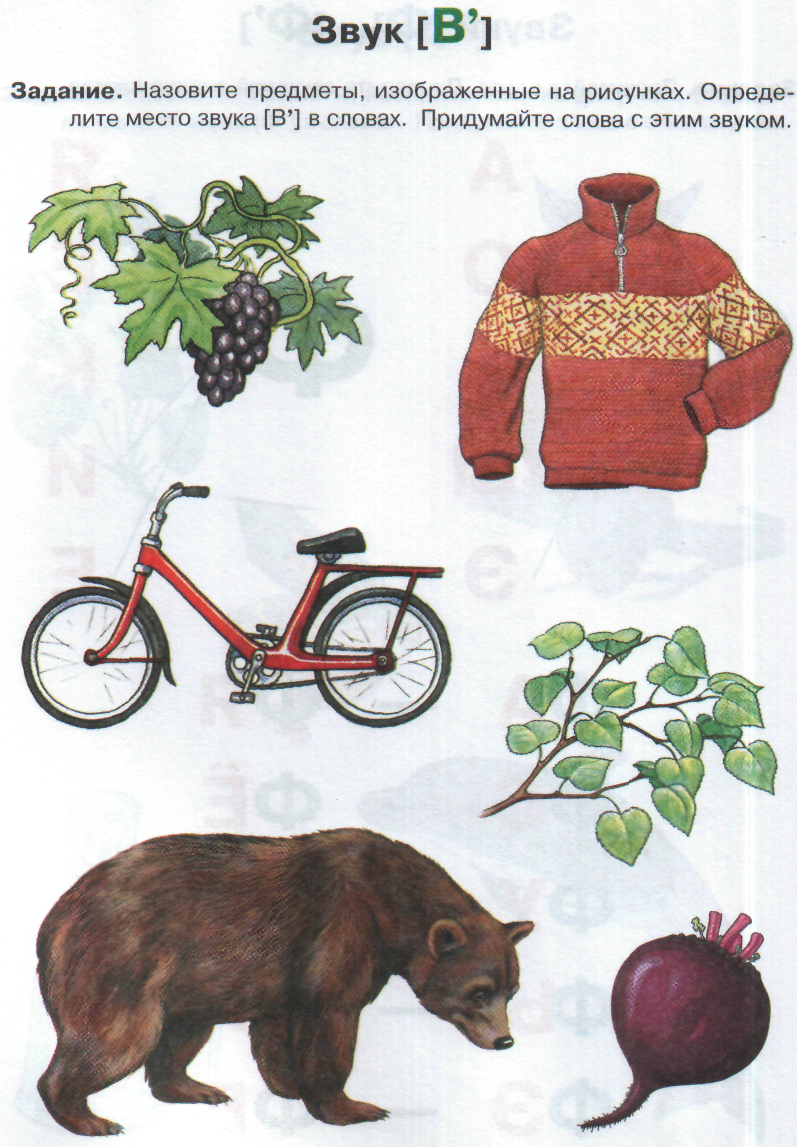 Звук [В’]
Задание. Назовите предметы, изображенные на рисунках. Опреде-
лите место звука [В’] в словах. Придумайте слова с этим звуком.